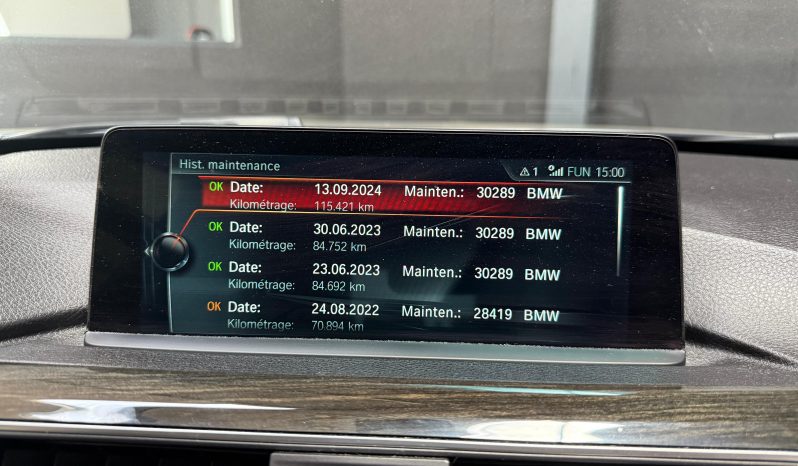 Hist. maintenance
1 FUN 15:00
OK Date: 13.09.2024 Mainten.: 30289 BMW
Kilométrage: 115.421 km
OK Date: 30.06.2023 Mainten.: 30289 BMW
Kilométrage: 84.752 km
OK Date: 23.06.2023 Mainten.: 30289 BMW
Kilométrage: 84.692 km
OK Date: 24.08.2022 Mainten.: 28419 BMW
Kilométrage: 70.894 km